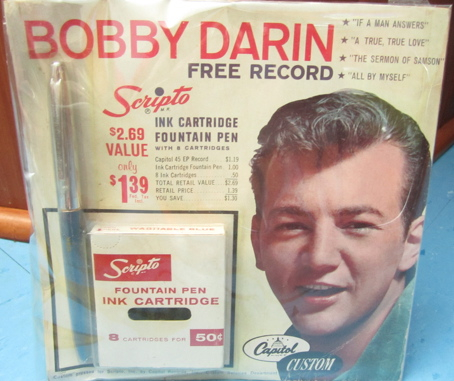 BOBBY DARIN
FREE RECORD
★ "IF A MAN ANSWERS"
★ "A TRUE, TRUE LOVE"
★ "THE SERMON OF SAMSON"
★ "ALL BY MYSELF"
Scripto
$2.69
VALUE
only
$1.39
INK CARTRIDGE
FOUNTAIN PEN
WITH 8 CARTRIDGES
Capitol 45 EP Record $1.19
Ink Cartridge Fountain Pen 1.00
8 Ink Cartridges .50
TOTAL RETAIL VALUE $2.69
RETAIL PRICE 1.39
YOU SAVE $1.30
WASHABLE BLUE
Scripto
FOUNTAIN PEN
INK CARTRIDGE
8 CARTRIDGES FOR 50¢
Capitol
CUSTOM